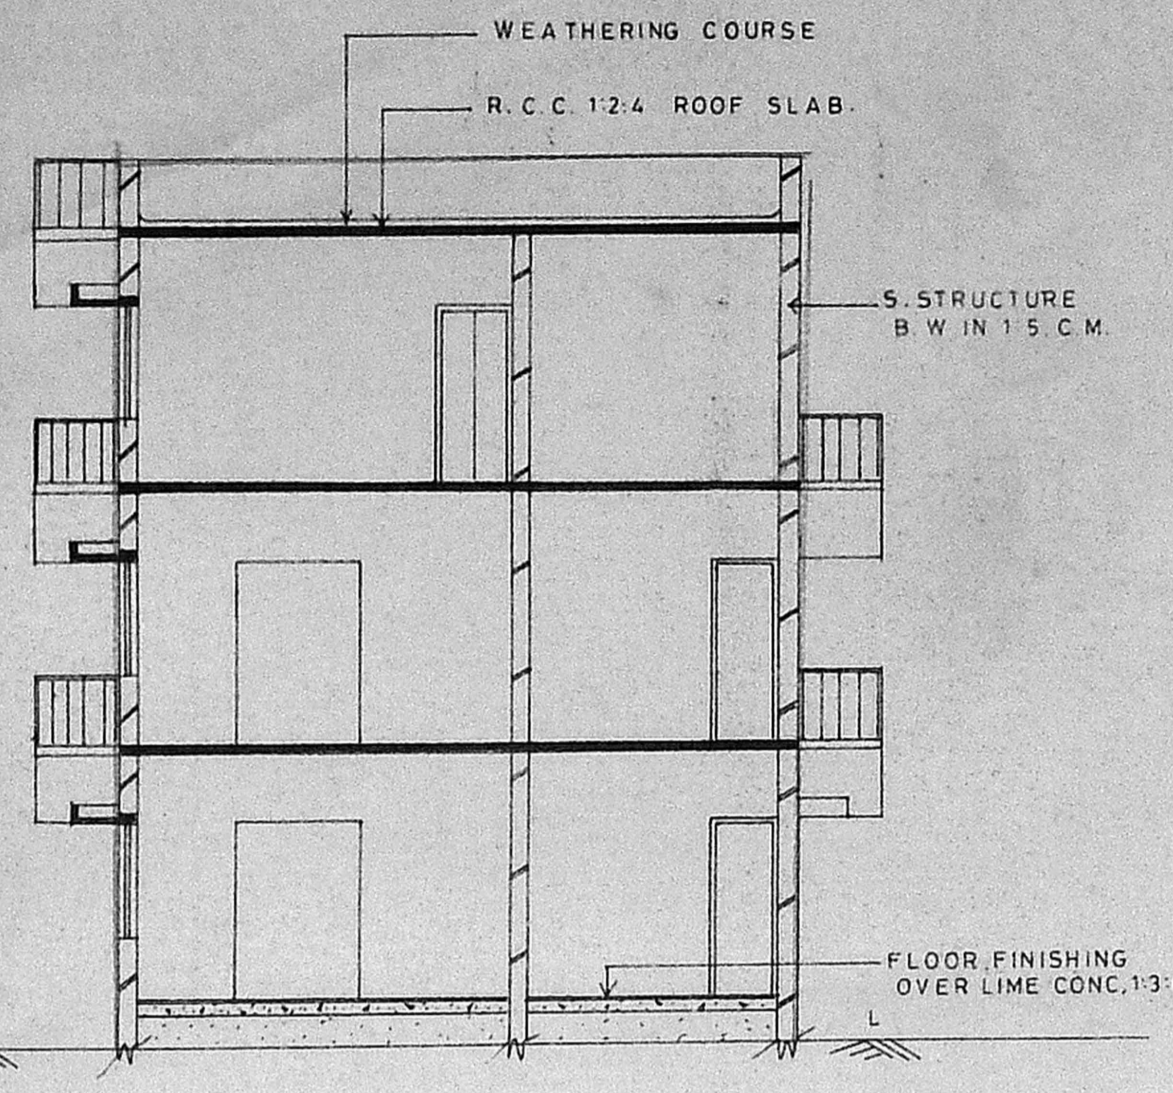 WEATHERING COURSE
R.C.C. 1:2:4 ROOF SLAB.
S.STRUCTURE
B.W IN 1 5. C.M.
FLOOR FINISHING
OVER LIME CONC, 1:3:
L